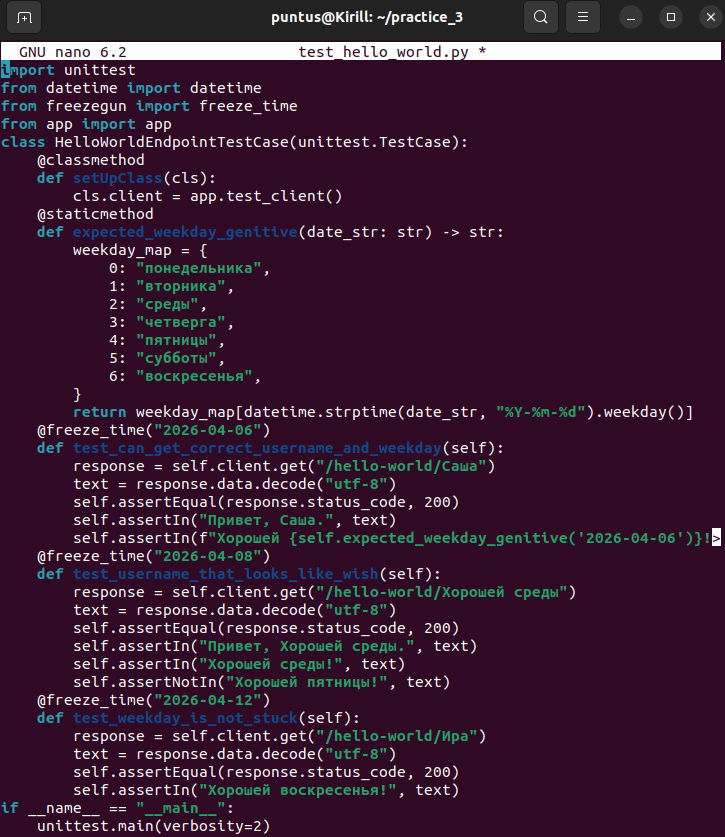 puntus@Kirill: ~/practice_3
GNU nano 6.2 test_hello_world.py *
import unittest
from datetime import datetime
from freezegun import freeze_time
from app import app
class HelloWorldEndpointTestCase(unittest.TestCase):
    @classmethod
    def setUpClass(cls):
        cls.client = app.test_client()
    @staticmethod
    def expected_weekday_genitive(date_str: str) -> str:
        weekday_map = {
            0: "понедельника",
            1: "вторника",
            2: "среды",
            3: "четверга",
            4: "пятницы",
            5: "субботы",
            6: "воскресенья",
        }
        return weekday_map[datetime.strptime(date_str, "%Y-%m-%d").weekday()]
    @freeze_time("2026-04-06")
    def test_can_get_correct_username_and_weekday(self):
        response = self.client.get("/hello-world/Саша")
        text = response.data.decode("utf-8")
        self.assertEqual(response.status_code, 200)
        self.assertIn("Привет, Саша.", text)
        self.assertIn(f"Хорошей {self.expected_weekday_genitive('2026-04-06')}!>
    @freeze_time("2026-04-08")
    def test_username_that_looks_like_wish(self):
        response = self.client.get("/hello-world/Хорошей среды")
        text = response.data.decode("utf-8")
        self.assertEqual(response.status_code, 200)
        self.assertIn("Привет, Хорошей среды.", text)
        self.assertIn("Хорошей среды!", text)
        self.assertNotIn("Хорошей пятницы!", text)
    @freeze_time("2026-04-12")
    def test_weekday_is_not_stuck(self):
        response = self.client.get("/hello-world/Ира")
        text = response.data.decode("utf-8")
        self.assertEqual(response.status_code, 200)
        self.assertIn("Хорошей воскресенья!", text)
if __name__ == "__main__":
    unittest.main(verbosity=2)